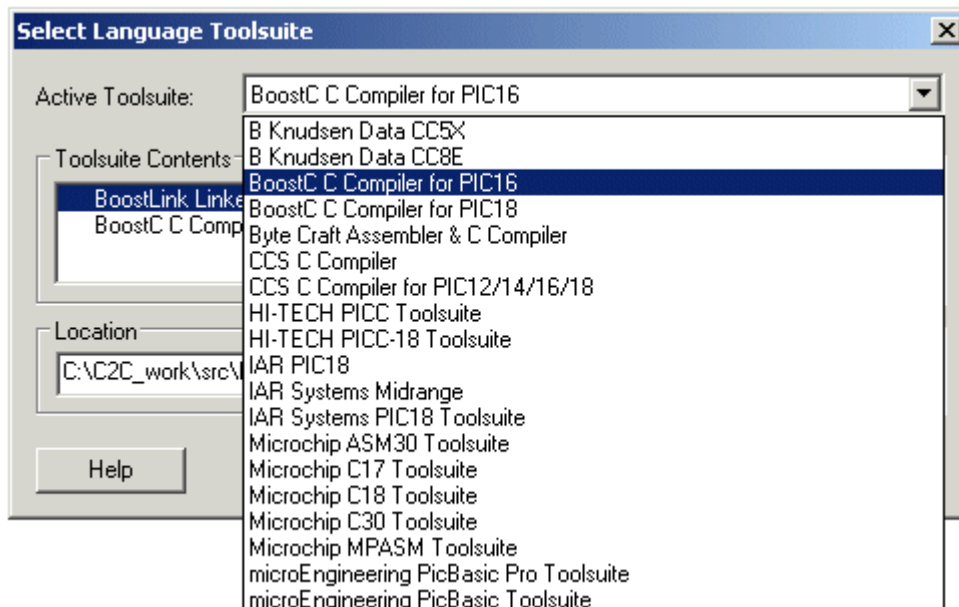 Select Language Toolsuite
Active Toolsuite:
BoostC C Compiler for PIC16
B Knudsen Data CC5X
B Knudsen Data CC8E
BoostC C Compiler for PIC16
BoostC C Compiler for PIC18
Byte Craft Assembler & C Compiler
CCS C Compiler
CCS C Compiler for PIC12/14/16/18
HI-TECH PICC Toolsuite
HI-TECH PICC-18 Toolsuite
IAR PIC18
IAR Systems Midrange
IAR Systems PIC18 Toolsuite
Microchip ASM30 Toolsuite
Microchip C17 Toolsuite
Microchip C18 Toolsuite
Microchip C30 Toolsuite
Microchip MPASM Toolsuite
microEngineering PicBasic Pro Toolsuite
microEngineering PicBasic Toolsuite
Toolsuite Contents
BoostLink Linke
BoostC C Comp
Location
C:\C2C_work\src\
Help